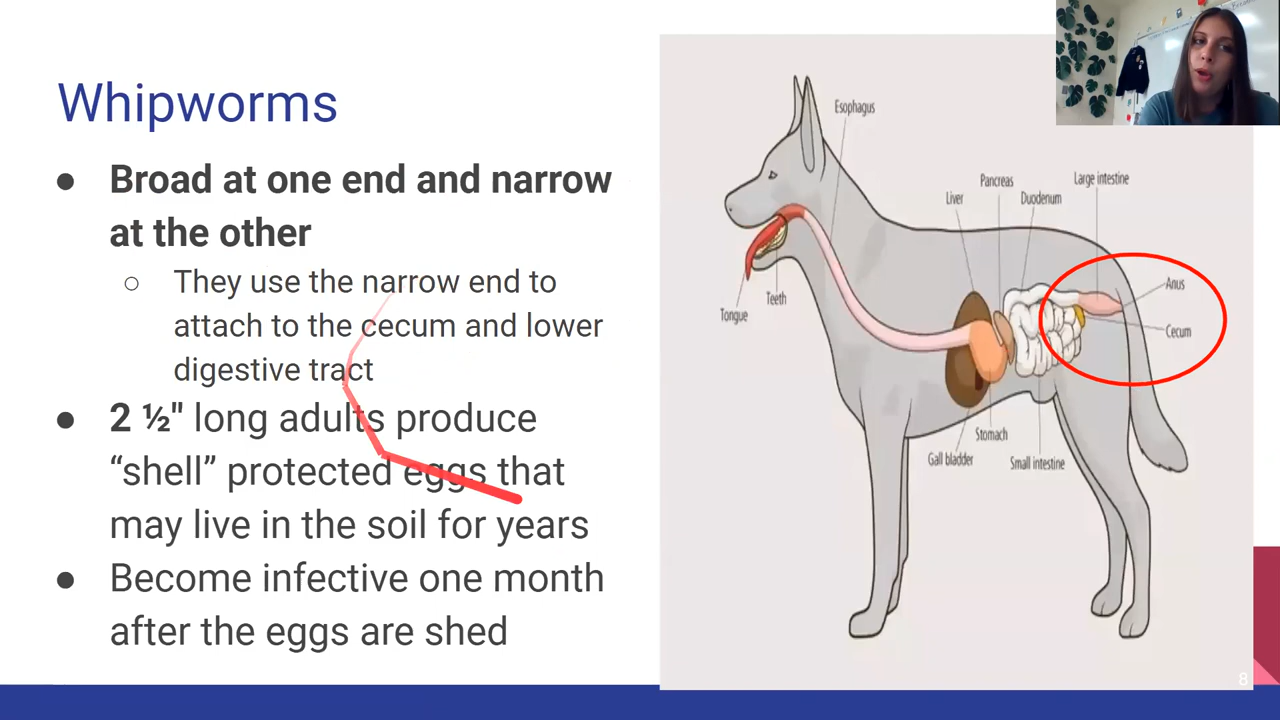 Whipworms
● Broad at one end and narrow
at the other
○ They use the narrow end to
attach to the cecum and lower
digestive tract
● 2 ½" long adults produce
“shell” protected eggs that
may live in the soil for years
● Become infective one month
after the eggs are shed
Esophagus
Pancreas
Large intestine
Liver
Duodenum
Anus
Teeth
Tongue
Cecum
Stomach
Gall bladder
Small intestine
8